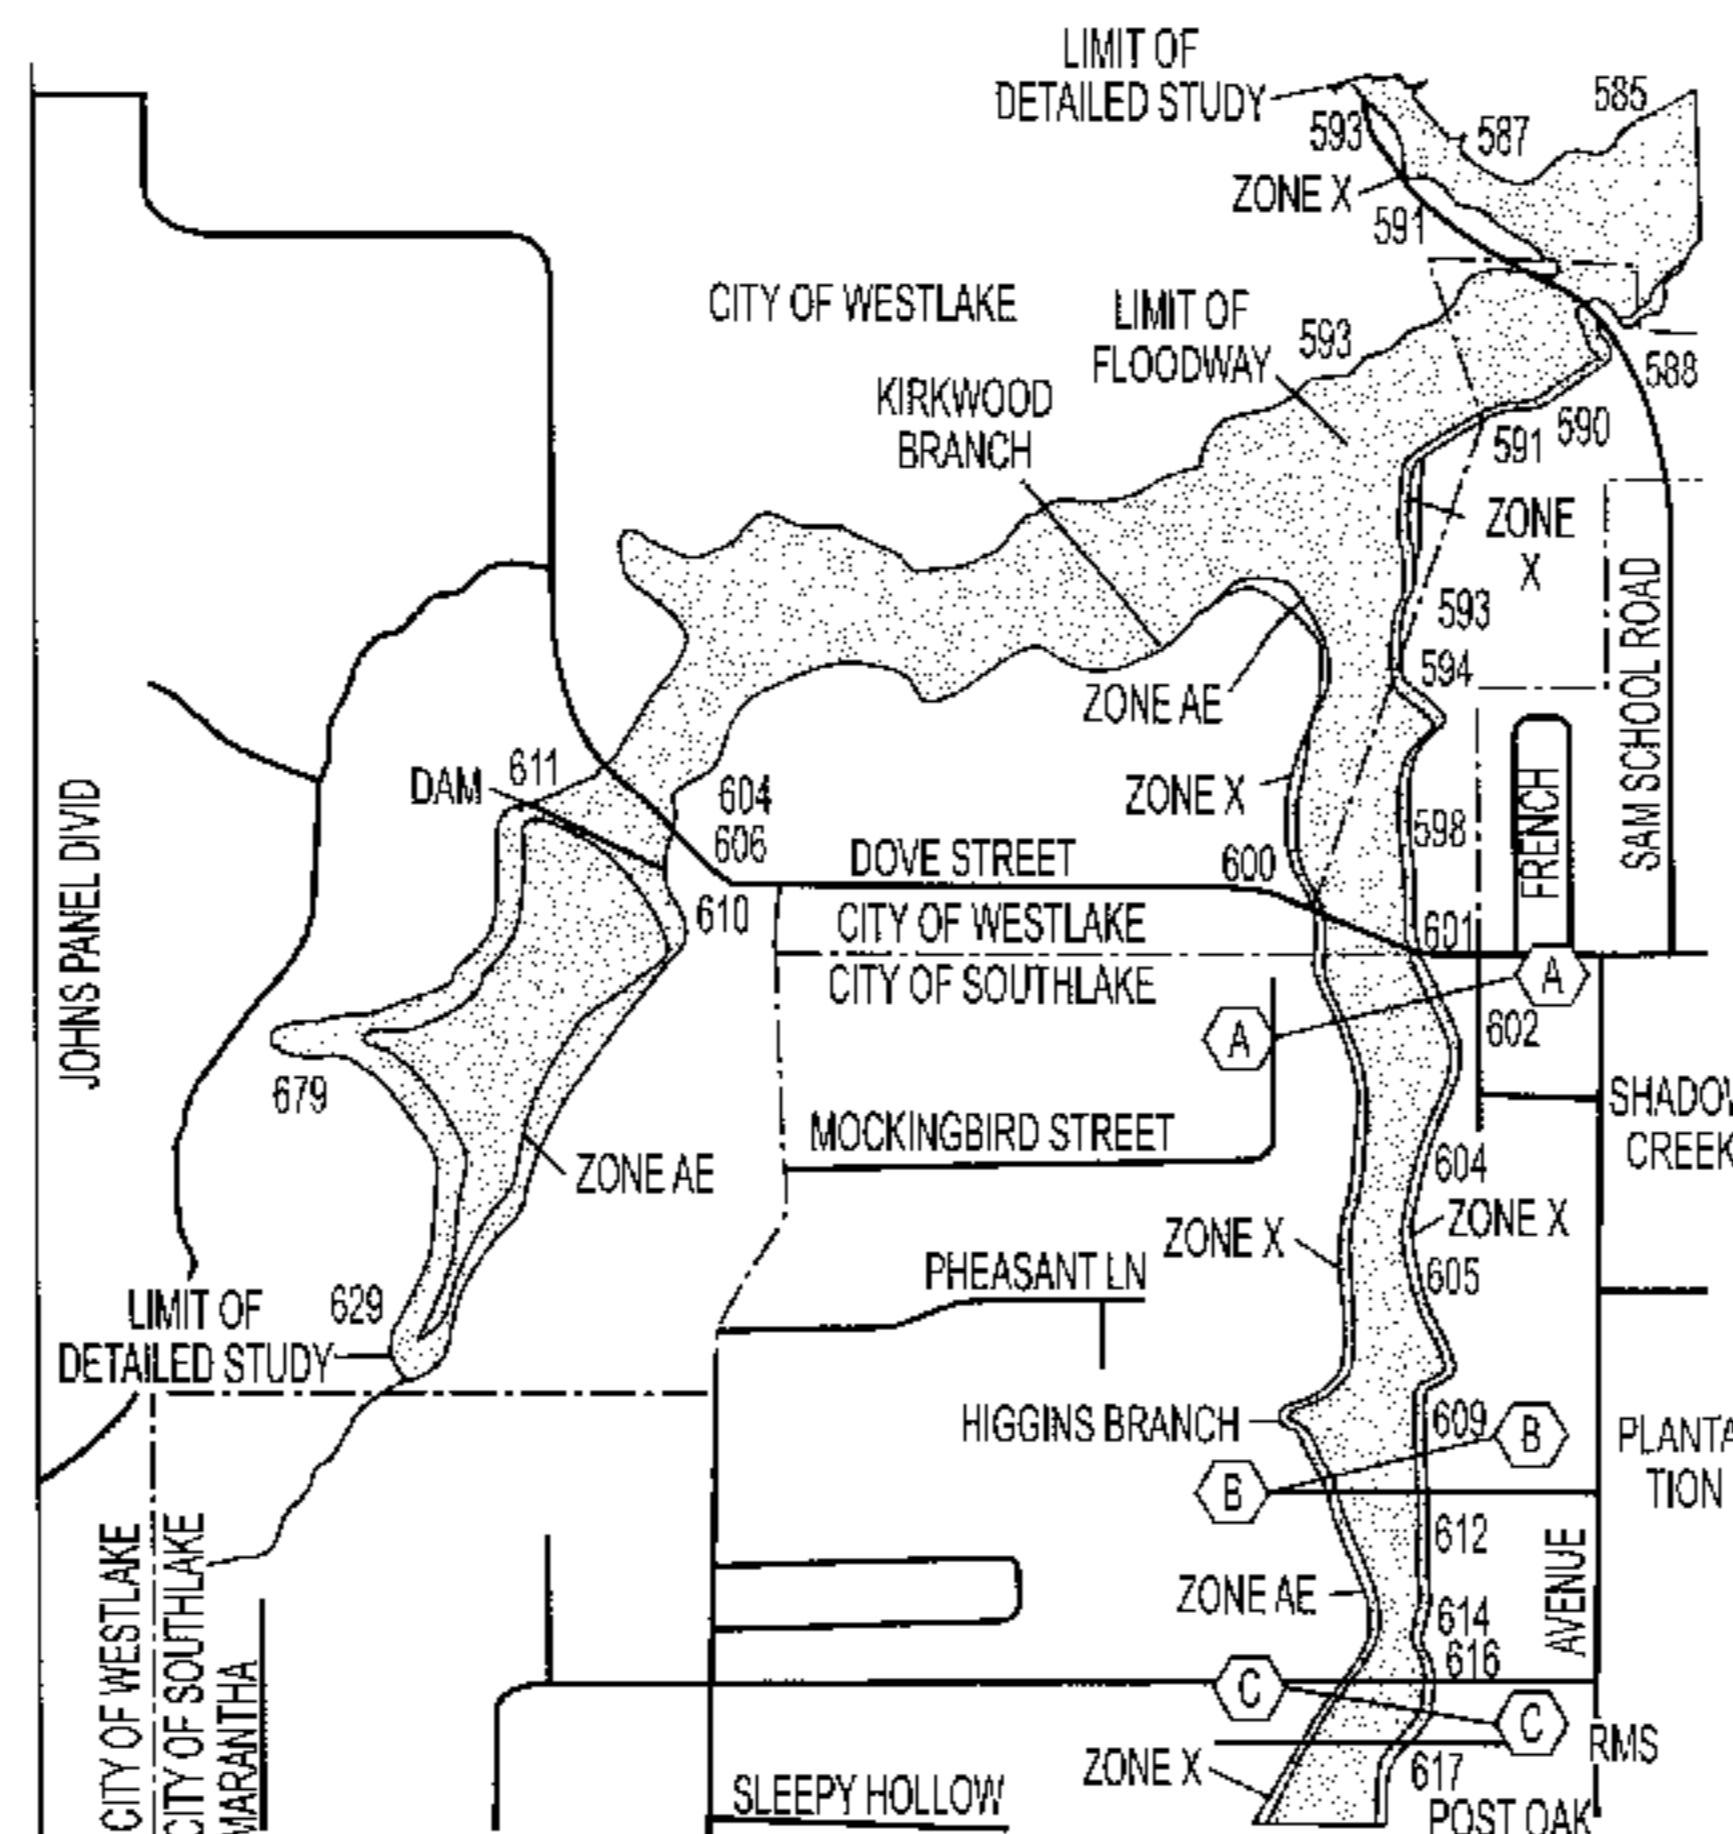 LIMIT OF
DETAILED STUDY
593
587
585
ZONE X
591
CITY OF WESTLAKE
LIMIT OF
FLOODWAY
593
588
KIRKWOOD
BRANCH
591
590
ZONE
X
593
594
ZONE AE
SAM SCHOOL ROAD
FRENCH
ZONE X
598
JOHNS PANEL DIVID
DAM
611
604
606
DOVE STREET
600
610
CITY OF WESTLAKE
601
CITY OF SOUTHLAKE
A
A
602
679
MOCKINGBIRD STREET
SHADOW
CREEK
604
ZONE AE
ZONE X
ZONE X
605
PHEASANT LN
629
LIMIT OF
DETAILED STUDY
HIGGINS BRANCH
609
B
B
PLANTA
TION
612
ZONE AE
614
616
AVENUE
CITY OF WESTLAKE
CITY OF SOUTHLAKE
MARANTHA
C
C
RMS
ZONE X
617
SLEEPY HOLLOW
POST OAK